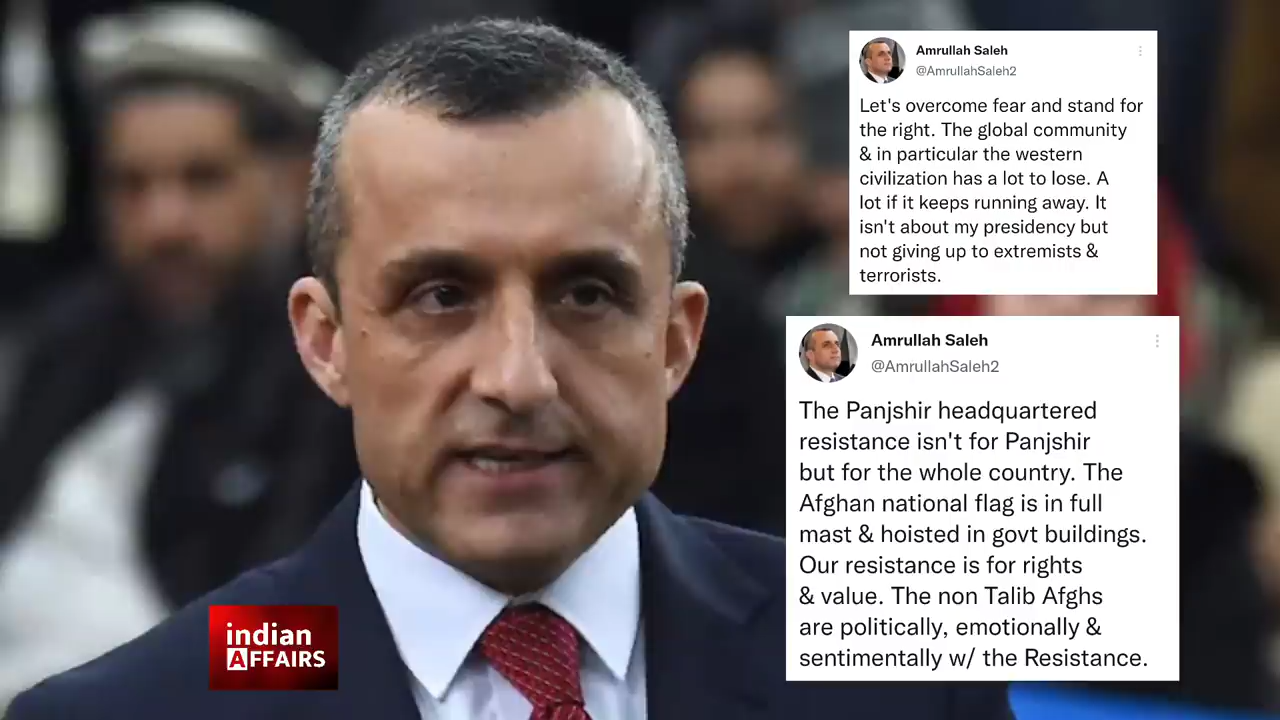 Amrullah Saleh
@AmrullahSaleh2
Let's overcome fear and stand for
the right. The global community
& in particular the western
civilization has a lot to lose. A
lot if it keeps running away. It
isn't about my presidency but
not giving up to extremists &
terrorists.
Amrullah Saleh
@AmrullahSaleh2
The Panjshir headquartered
resistance isn't for Panjshir
but for the whole country. The
Afghan national flag is in full
mast & hoisted in govt buildings.
Our resistance is for rights
& value. The non Talib Afghs
are politically, emotionally &
sentimentally w/ the Resistance.
indian
AFFAIRS